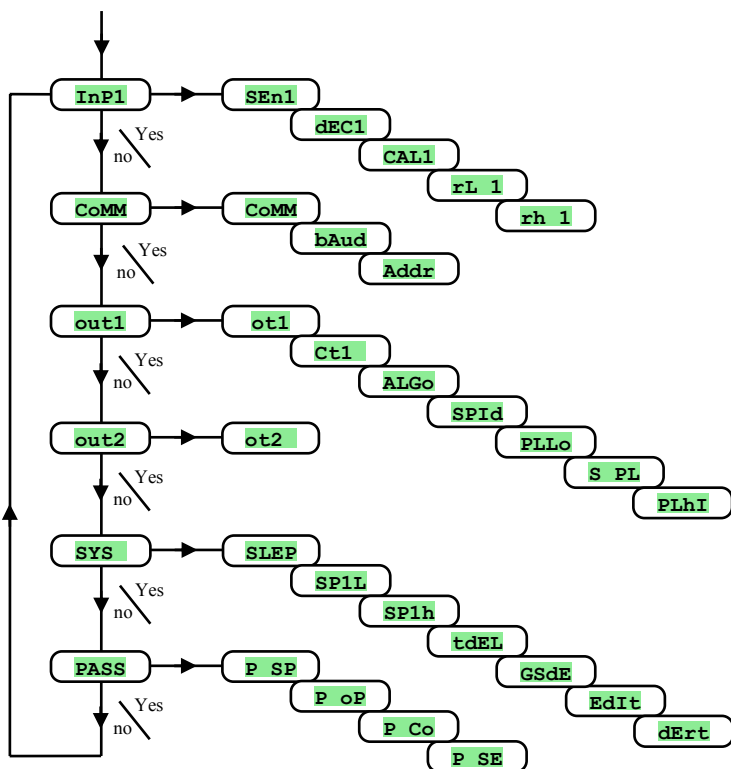 InP1 SEn1
dEC1
Yes
no
CAL1
rL 1
CoMM CoMM rh 1
bAud
Yes
no
Addr
out1 ot1
Ct1
Yes
no
ALGo
SPId
out2 ot2 PLLo
S PL
Yes
no
PLhI
SYS SLEP
SP1L
Yes
no
SP1h
tdEL
PASS P SP GSdE
P oP EdIt
Yes
no
P Co dErt
P SE